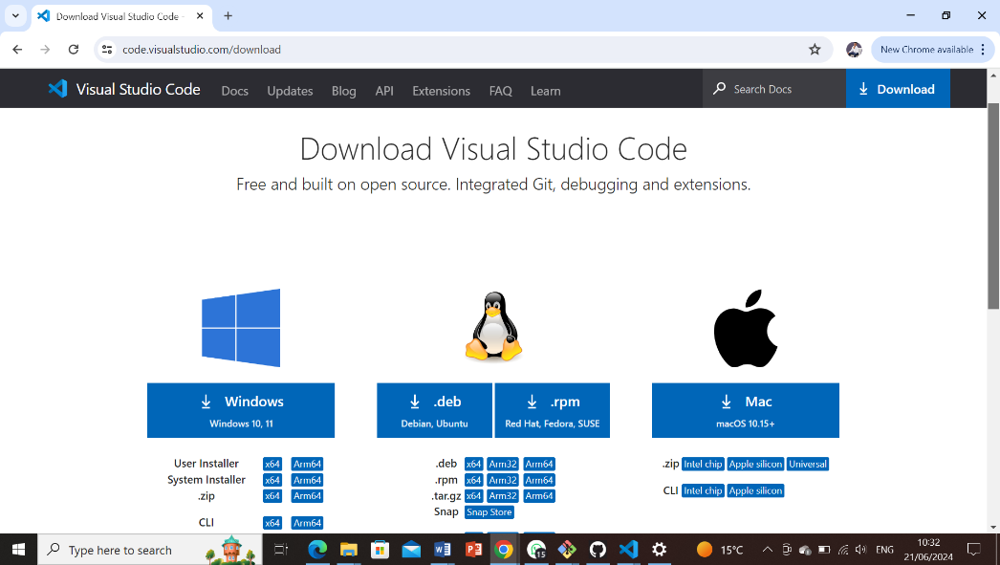 Download Visual Studio Code
code.visualstudio.com/download
New Chrome available
Visual Studio Code Docs Updates Blog API Extensions FAQ Learn Search Docs Download
Download Visual Studio Code
Free and built on open source. Integrated Git, debugging and extensions.
Windows
Windows 10, 11
.deb
Debian, Ubuntu
.rpm
Red Hat, Fedora, SUSE
Mac
macOS 10.15+
User Installer x64 Arm64
System Installer x64 Arm64
.zip x64 Arm64
CLI x64 Arm64
.deb x64 Arm32 Arm64
.rpm x64 Arm32 Arm64
.tar.gz x64 Arm32 Arm64
Snap Snap Store
.zip Intel chip Apple silicon Universal
CLI Intel chip Apple silicon
Type here to search
15
15°C
ENG
10:32
21/06/2024